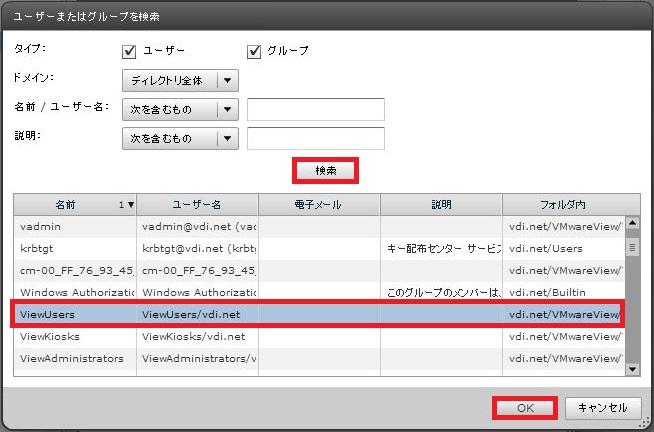 ユーザーまたはグループを検索
タイプ: ユーザー グループ
ドメイン: ディレクトリ全体
名前 / ユーザー名: 次を含むもの
説明: 次を含むもの
検索
名前 1 ユーザー名 電子メール 説明 フォルダ内
vadmin vadmin@vdi.net (vad vdi.net/VMwareView/
krbtgt krbtgt@vdi.net (krbt キー配布センター サービス vdi.net/Users
cm-00_FF_76_93_45_ cm-00_FF_76_93_45_ vdi.net/VMwareView/
Windows Authorizatio Windows Authorizatio このグループのメンバーは、 vdi.net/Builtin
ViewUsers ViewUsers/vdi.net vdi.net/VMwareView/
ViewKiosks ViewKiosks/vdi.net vdi.net/VMwareView/
ViewAdministrators ViewAdministrators/v vdi.net/VMwareView/
OK キャンセル